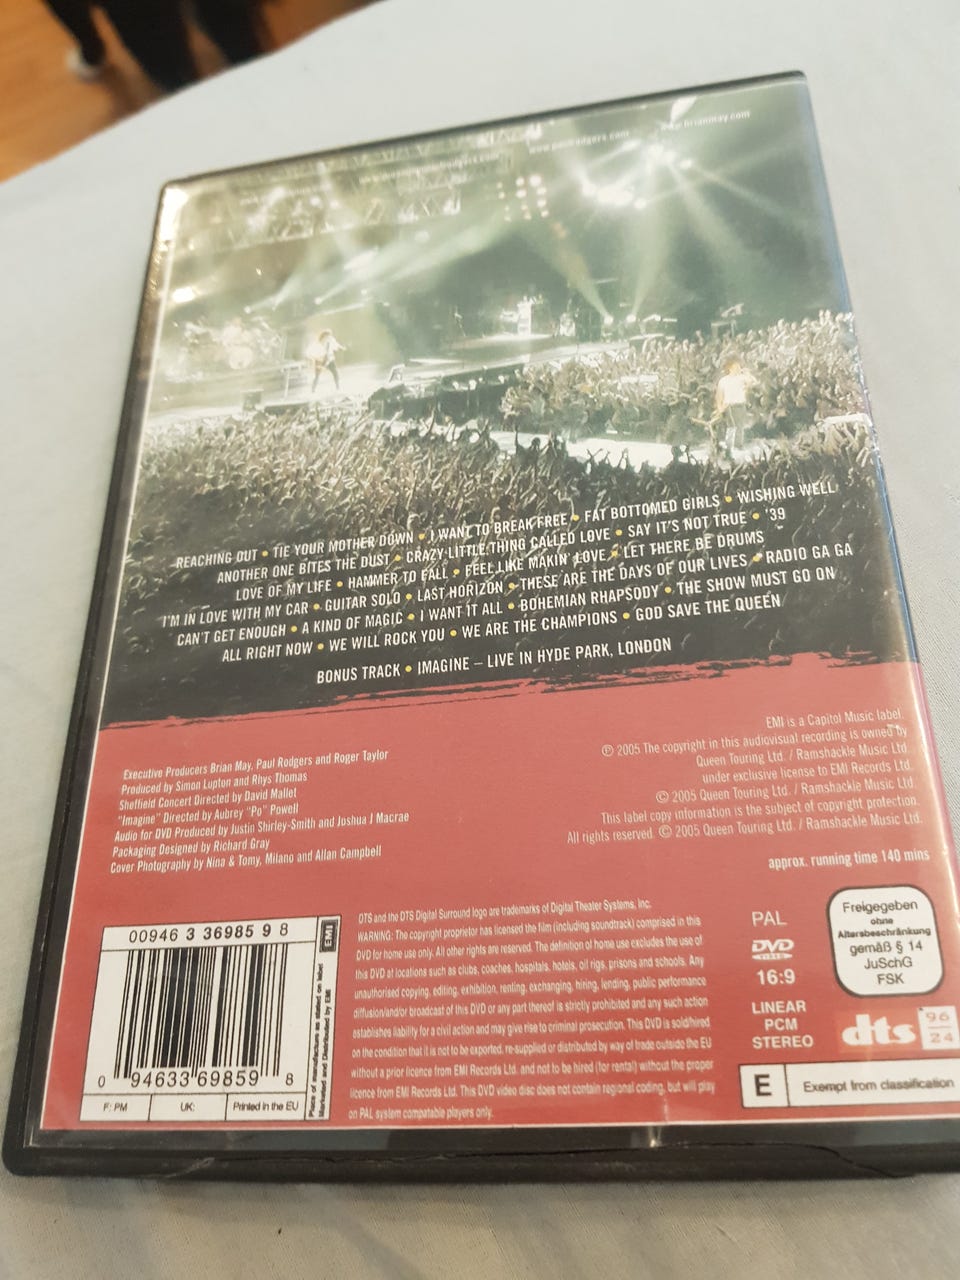 www.paulrodgers.com
www.brianmay.com
REACHING OUT • TIE YOUR MOTHER DOWN • I WANT TO BREAK FREE • FAT BOTTOMED GIRLS • WISHING WELL
ANOTHER ONE BITES THE DUST • CRAZY LITTLE THING CALLED LOVE • SAY IT'S NOT TRUE • '39
LOVE OF MY LIFE • HAMMER TO FALL • FEEL LIKE MAKIN' LOVE • LET THERE BE DRUMS
I'M IN LOVE WITH MY CAR • GUITAR SOLO • LAST HORIZON • THESE ARE THE DAYS OF OUR LIVES • RADIO GA GA
CAN'T GET ENOUGH • A KIND OF MAGIC • I WANT IT ALL • BOHEMIAN RHAPSODY • THE SHOW MUST GO ON
ALL RIGHT NOW • WE WILL ROCK YOU • WE ARE THE CHAMPIONS • GOD SAVE THE QUEEN
BONUS TRACK • IMAGINE – LIVE IN HYDE PARK, LONDON
Executive Producers Brian May, Paul Rodgers and Roger Taylor
Produced by Simon Lupton and Rhys Thomas
Sheffield Concert Directed by David Mallet
"Imagine" Directed by Aubrey "Po" Powell
Audio for DVD Produced by Justin Shirley-Smith and Joshua J Macrae
Packaging Designed by Richard Gray
Cover Photography by Nina & Tomy, Milano and Allan Campbell
EMI is a Capitol Music label.
℗ 2005 The copyright in this audiovisual recording is owned by
Queen Touring Ltd. / Ramshackle Music Ltd.
under exclusive license to EMI Records Ltd.
© 2005 Queen Touring Ltd. / Ramshackle Music Ltd.
This label copy information is the subject of copyright protection.
All rights reserved. © 2005 Queen Touring Ltd. / Ramshackle Music Ltd.
approx. running time 140 mins
00946 3 36985 9 8
0 94633 69859 8
F: PM
UK:
Printed in the EU
EMI
Place of manufacture as stated on label
Marketed and Distributed by EMI
DTS and the DTS Digital Surround logo are trademarks of Digital Theater Systems, Inc.
WARNING: The copyright proprietor has licensed the film (including soundtrack) comprised in this
DVD for home use only. All other rights are reserved. The definition of home use excludes the use of
this DVD at locations such as clubs, coaches, hospitals, hotels, oil rigs, prisons and schools. Any
unauthorised copying, editing, exhibition, renting, exchanging, hiring, lending, public performance
diffusion/and/or broadcast of this DVD or any part thereof is strictly prohibited and any such action
establishes liability for a civil action and may give rise to criminal prosecution. This DVD is sold/hired
on the condition that it is not to be exported, re-supplied or distributed by way of trade outside the EU
without a prior licence from EMI Records Ltd. and not to be hired (for rental) without the proper
licence from EMI Records Ltd. This DVD video disc does not contain regional coding, but will play
on PAL system compatable players only.
PAL
DVD
VIDEO
16:9
LINEAR
PCM
STEREO
Freigegeben
ohne
Altersbeschränkung
gemäß § 14
JuSchG
FSK
dts 96
24
E Exempt from classification